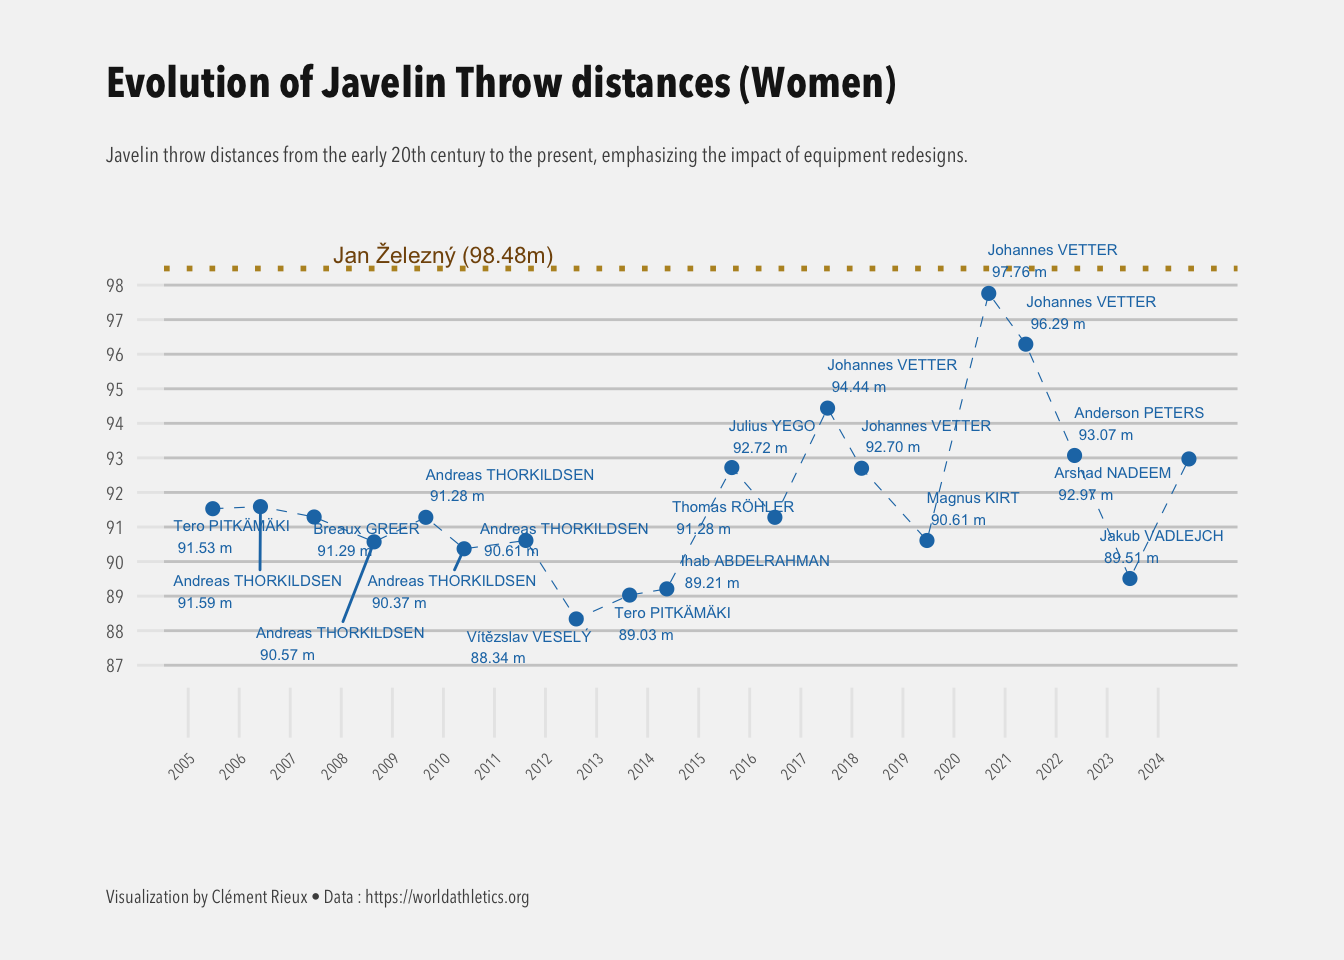 Evolution of Javelin Throw distances (Women)
Javelin throw distances from the early 20th century to the present, emphasizing the impact of equipment redesigns.
Jan Železný (98.48m)
98
97
96
95
94
93
92
91
90
89
88
87
Tero PITKÄMÄKI
91.53 m
Andreas THORKILDSEN
91.59 m
Breaux GREER
91.29 m
Andreas THORKILDSEN
90.57 m
Andreas THORKILDSEN
91.28 m
Andreas THORKILDSEN
90.37 m
Andreas THORKILDSEN
90.61 m
Vítězslav VESELÝ
88.34 m
Tero PITKÄMÄKI
89.03 m
Ihab ABDELRAHMAN
89.21 m
Julius YEGO
92.72 m
Thomas RÖHLER
91.28 m
Johannes VETTER
94.44 m
Johannes VETTER
92.70 m
Magnus KIRT
90.61 m
Johannes VETTER
97.76 m
Johannes VETTER
96.29 m
Anderson PETERS
93.07 m
Jakub VADLEJCH
89.51 m
Arshad NADEEM
92.97 m
2005
2006
2007
2008
2009
2010
2011
2012
2013
2014
2015
2016
2017
2018
2019
2020
2021
2022
2023
2024
Visualization by Clément Rieux • Data : https://worldathletics.org